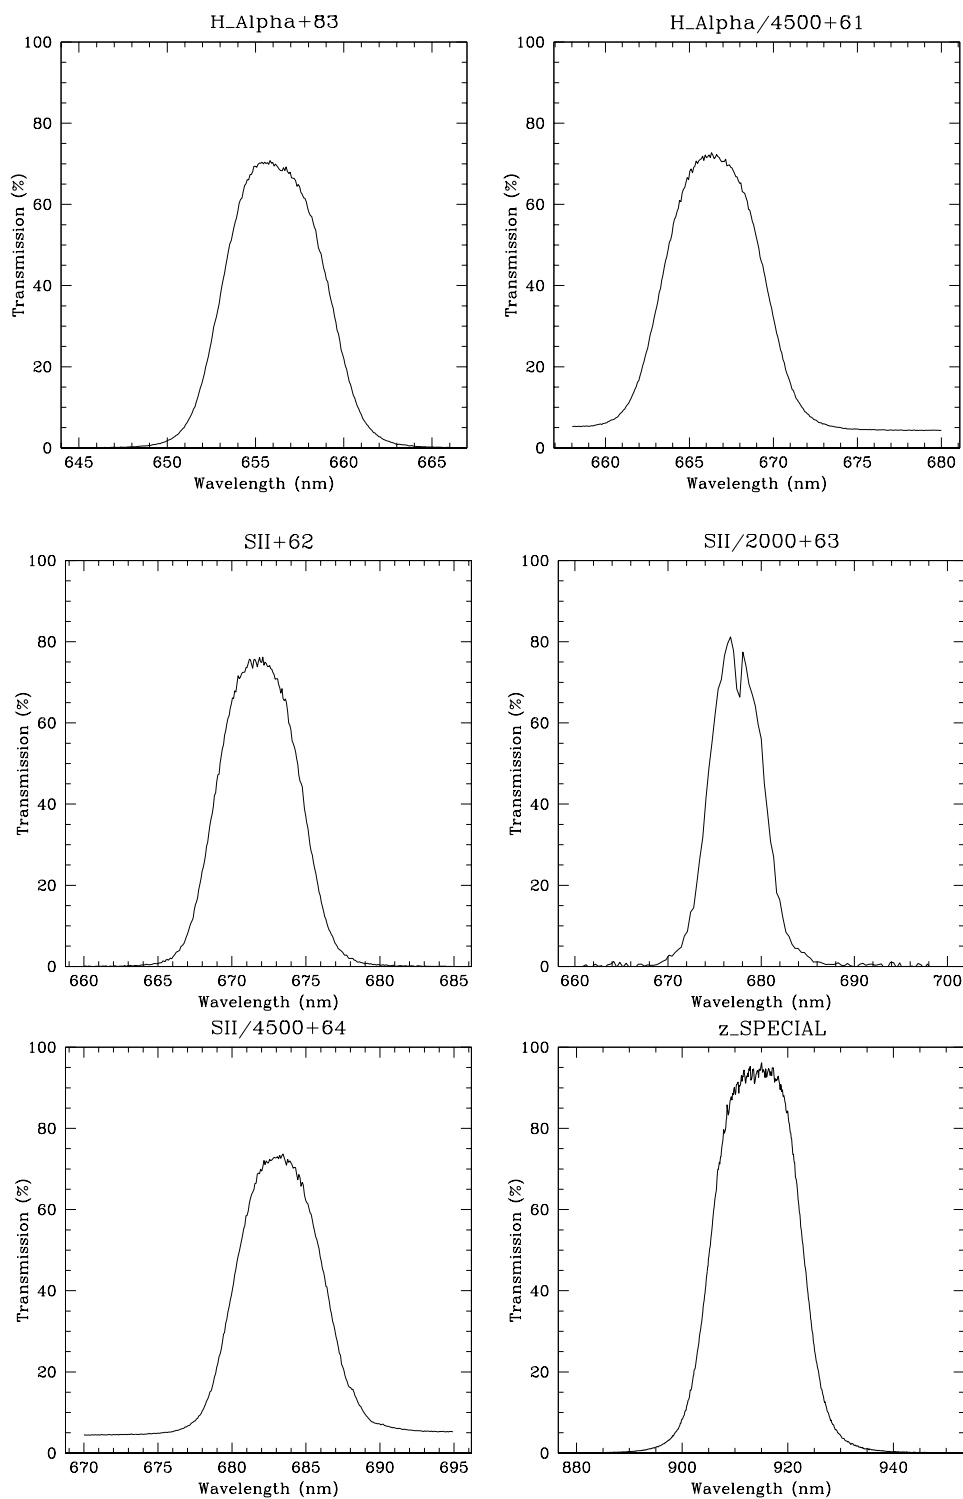 H_Alpha+83
100
80
60
40
20
0
Transmission (%)
645 650 655 660 665
Wavelength (nm)
H_Alpha/4500+61
100
80
60
40
20
0
Transmission (%)
660 665 670 675 680
Wavelength (nm)
SII+62
100
80
60
40
20
0
Transmission (%)
660 665 670 675 680 685
Wavelength (nm)
SII/2000+63
100
80
60
40
20
0
Transmission (%)
660 670 680 690 700
Wavelength (nm)
SII/4500+64
100
80
60
40
20
0
Transmission (%)
670 675 680 685 690 695
Wavelength (nm)
z_SPECIAL
100
80
60
40
20
0
Transmission (%)
880 900 920 940
Wavelength (nm)